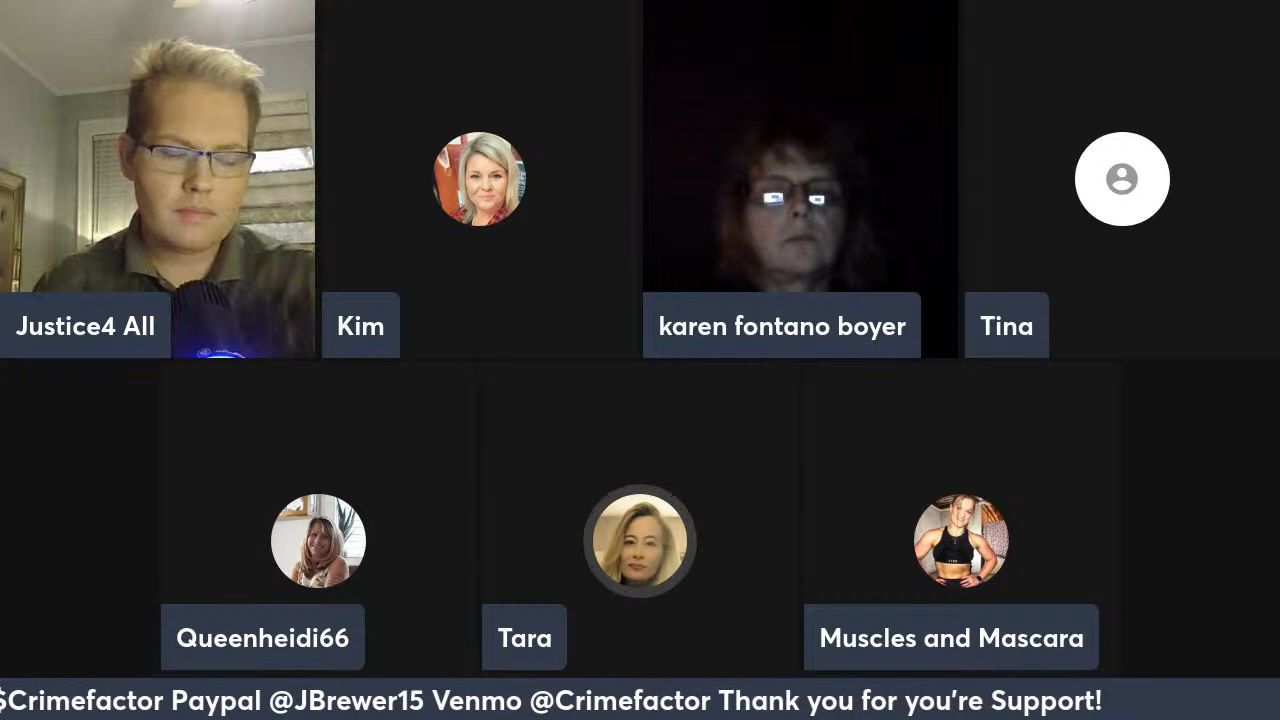 Justice4 All
Kim
karen fontano boyer
Tina
Queenheidi66
Tara
Muscles and Mascara
$Crimefactor Paypal @JBrewer15 Venmo @Crimefactor Thank you for you're Support!